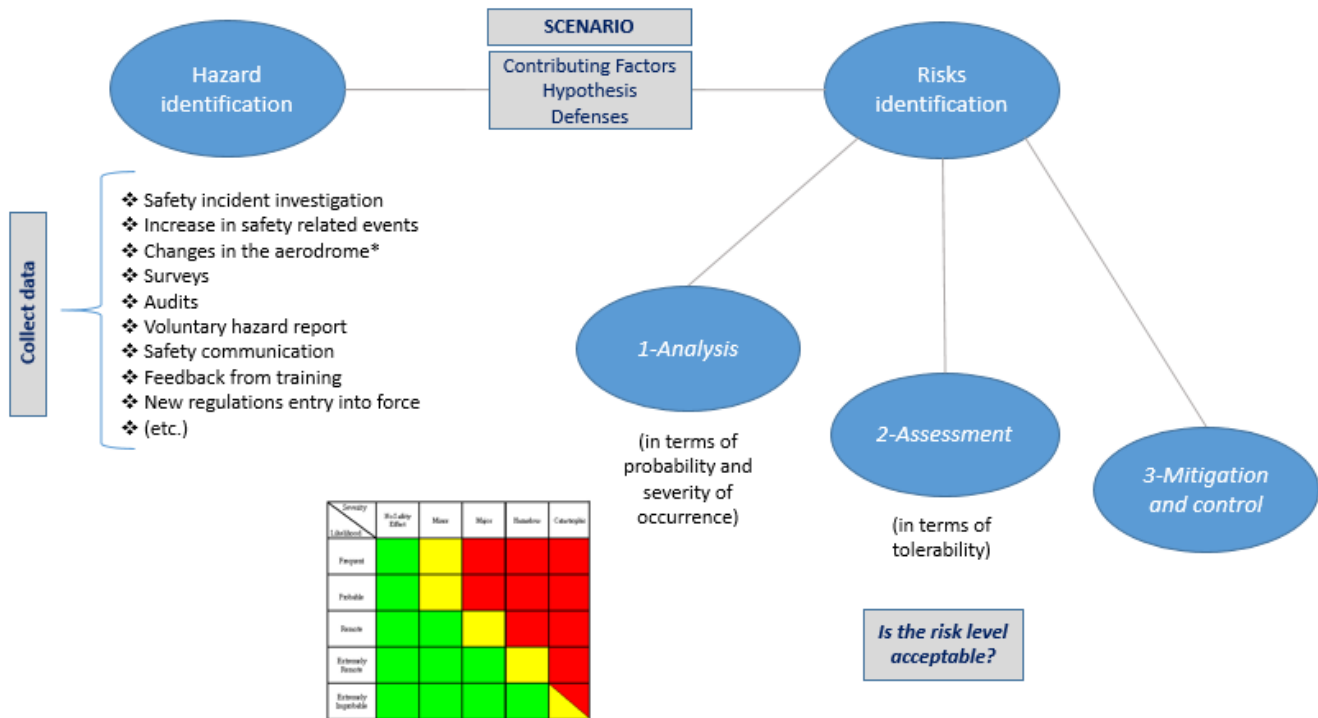 SCENARIO
Hazard
identification
Contributing Factors
Hypothesis
Defenses
Risks
identification
Collect data
❖ Safety incident investigation
❖ Increase in safety related events
❖ Changes in the aerodrome*
❖ Surveys
❖ Audits
❖ Voluntary hazard report
❖ Safety communication
❖ Feedback from training
❖ New regulations entry into force
❖ (etc.)
1-Analysis
(in terms of
probability and
severity of
occurrence)
2-Assessment
(in terms of
tolerability)
3-Mitigation
and control
Is the risk level
acceptable?
Severity
Likelihood
No Safety
Effect
Minor
Major
Hazardous
Catastrophic
Frequent
Probable
Remote
Extremely
Remote
Extremely
Improbable